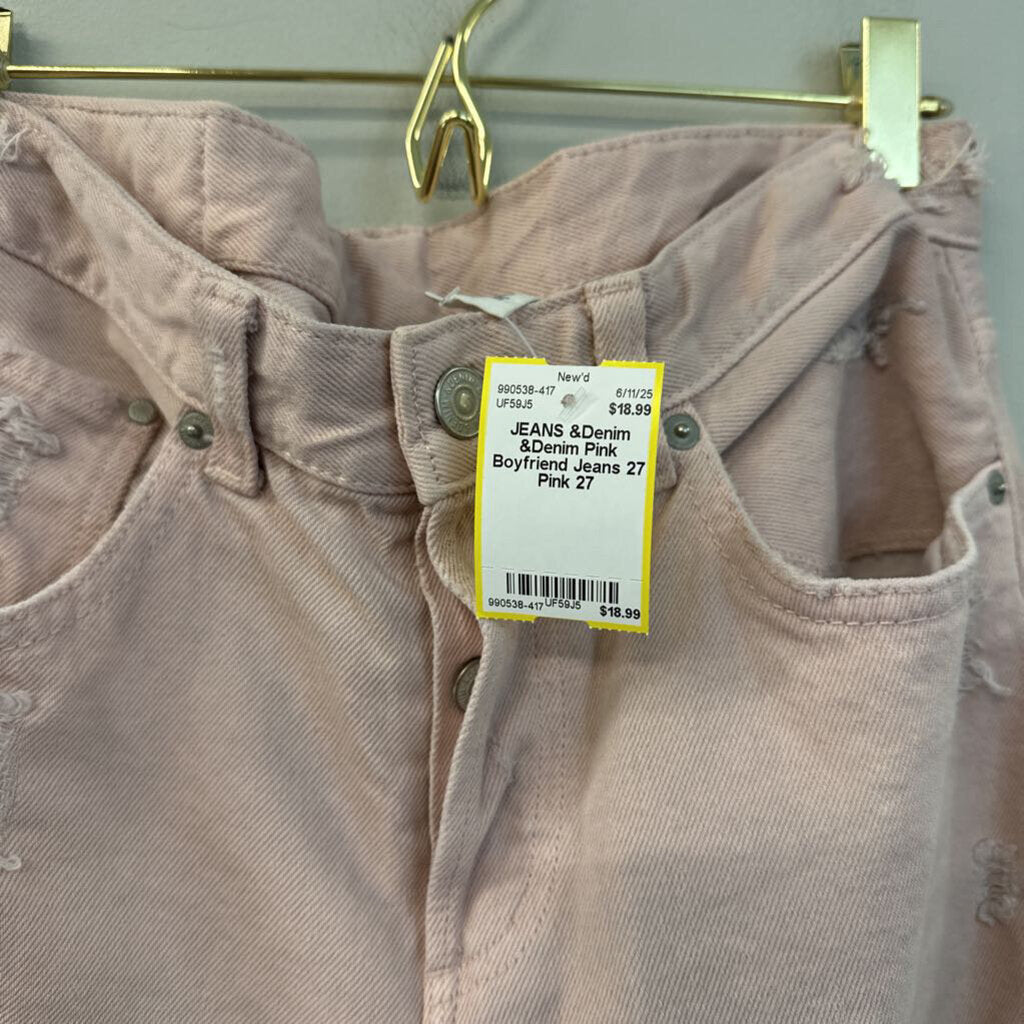 New'd
990538-417 6/11/25
UF59J5 $18.99
JEANS &Denim
&Denim Pink
Boyfriend Jeans 27
Pink 27
990538-417 UF59J5 $18.99